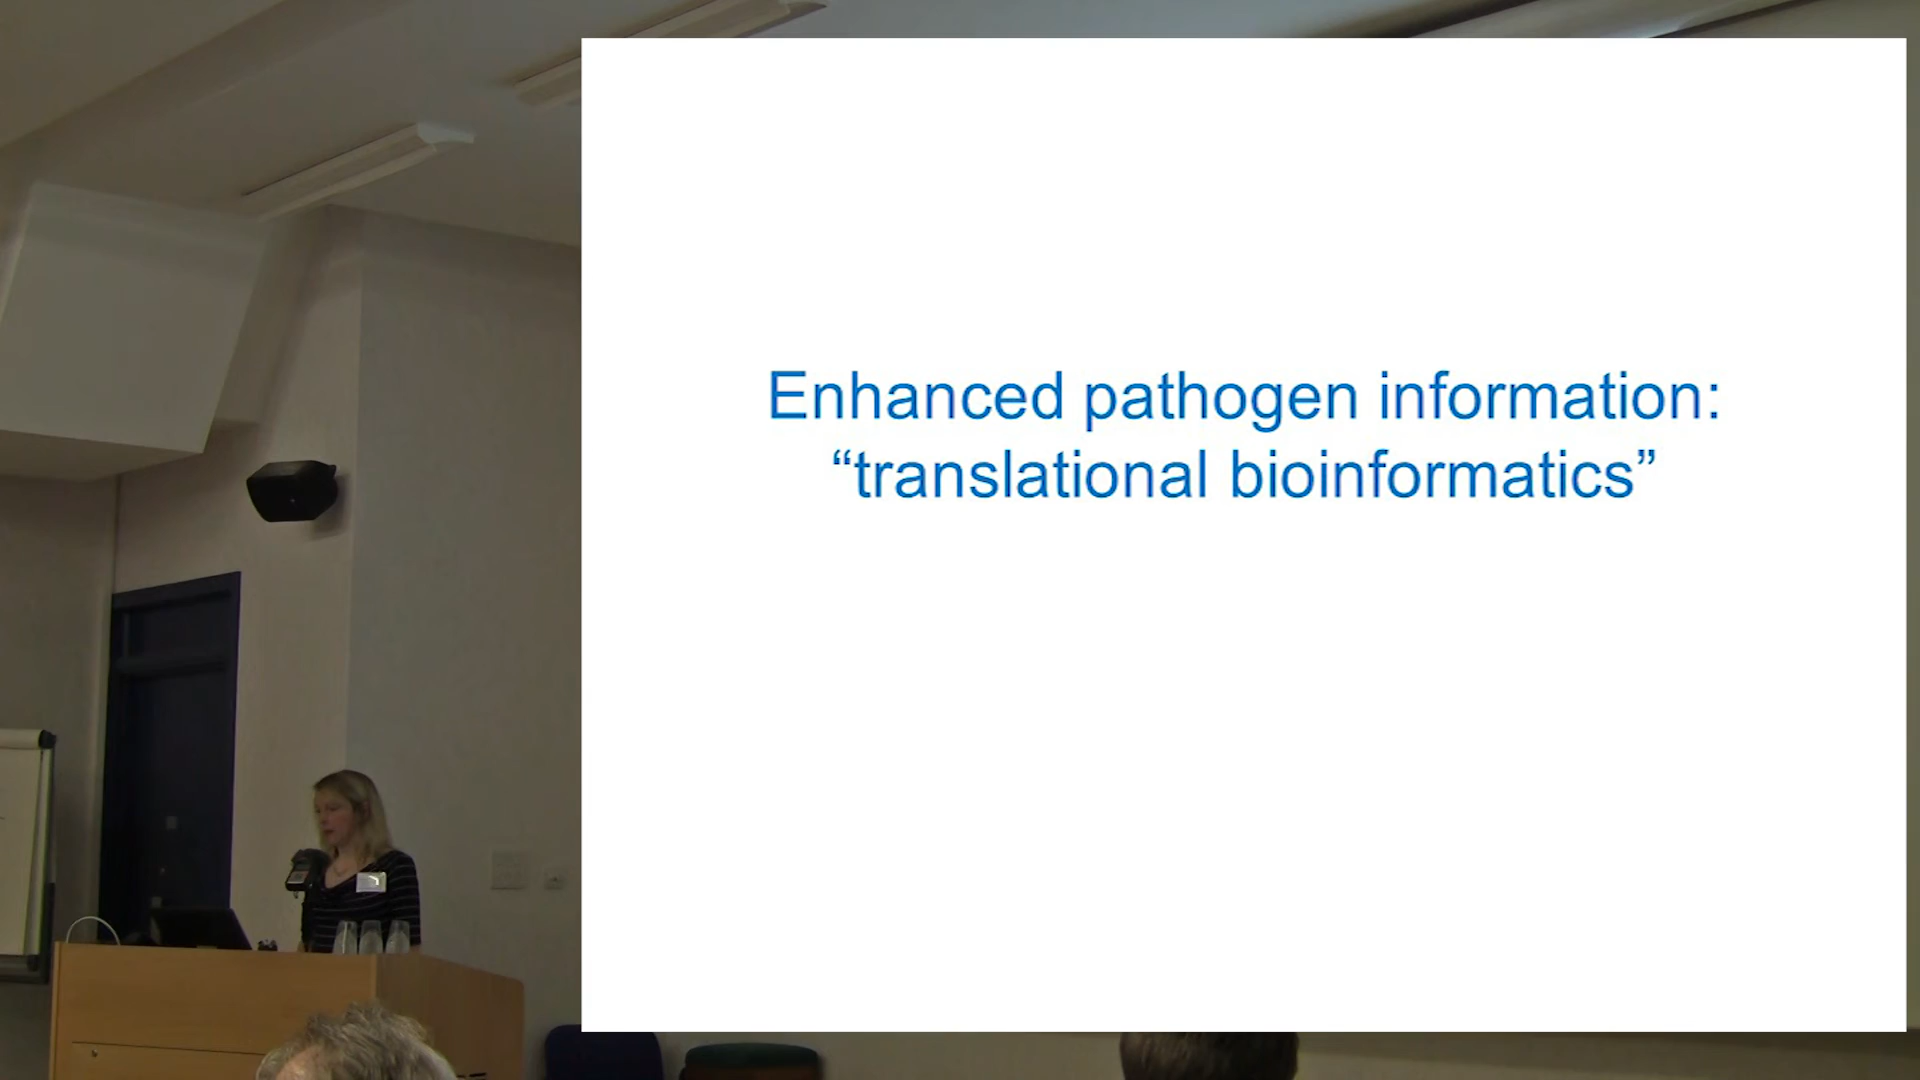 Enhanced pathogen information:
“translational bioinformatics”